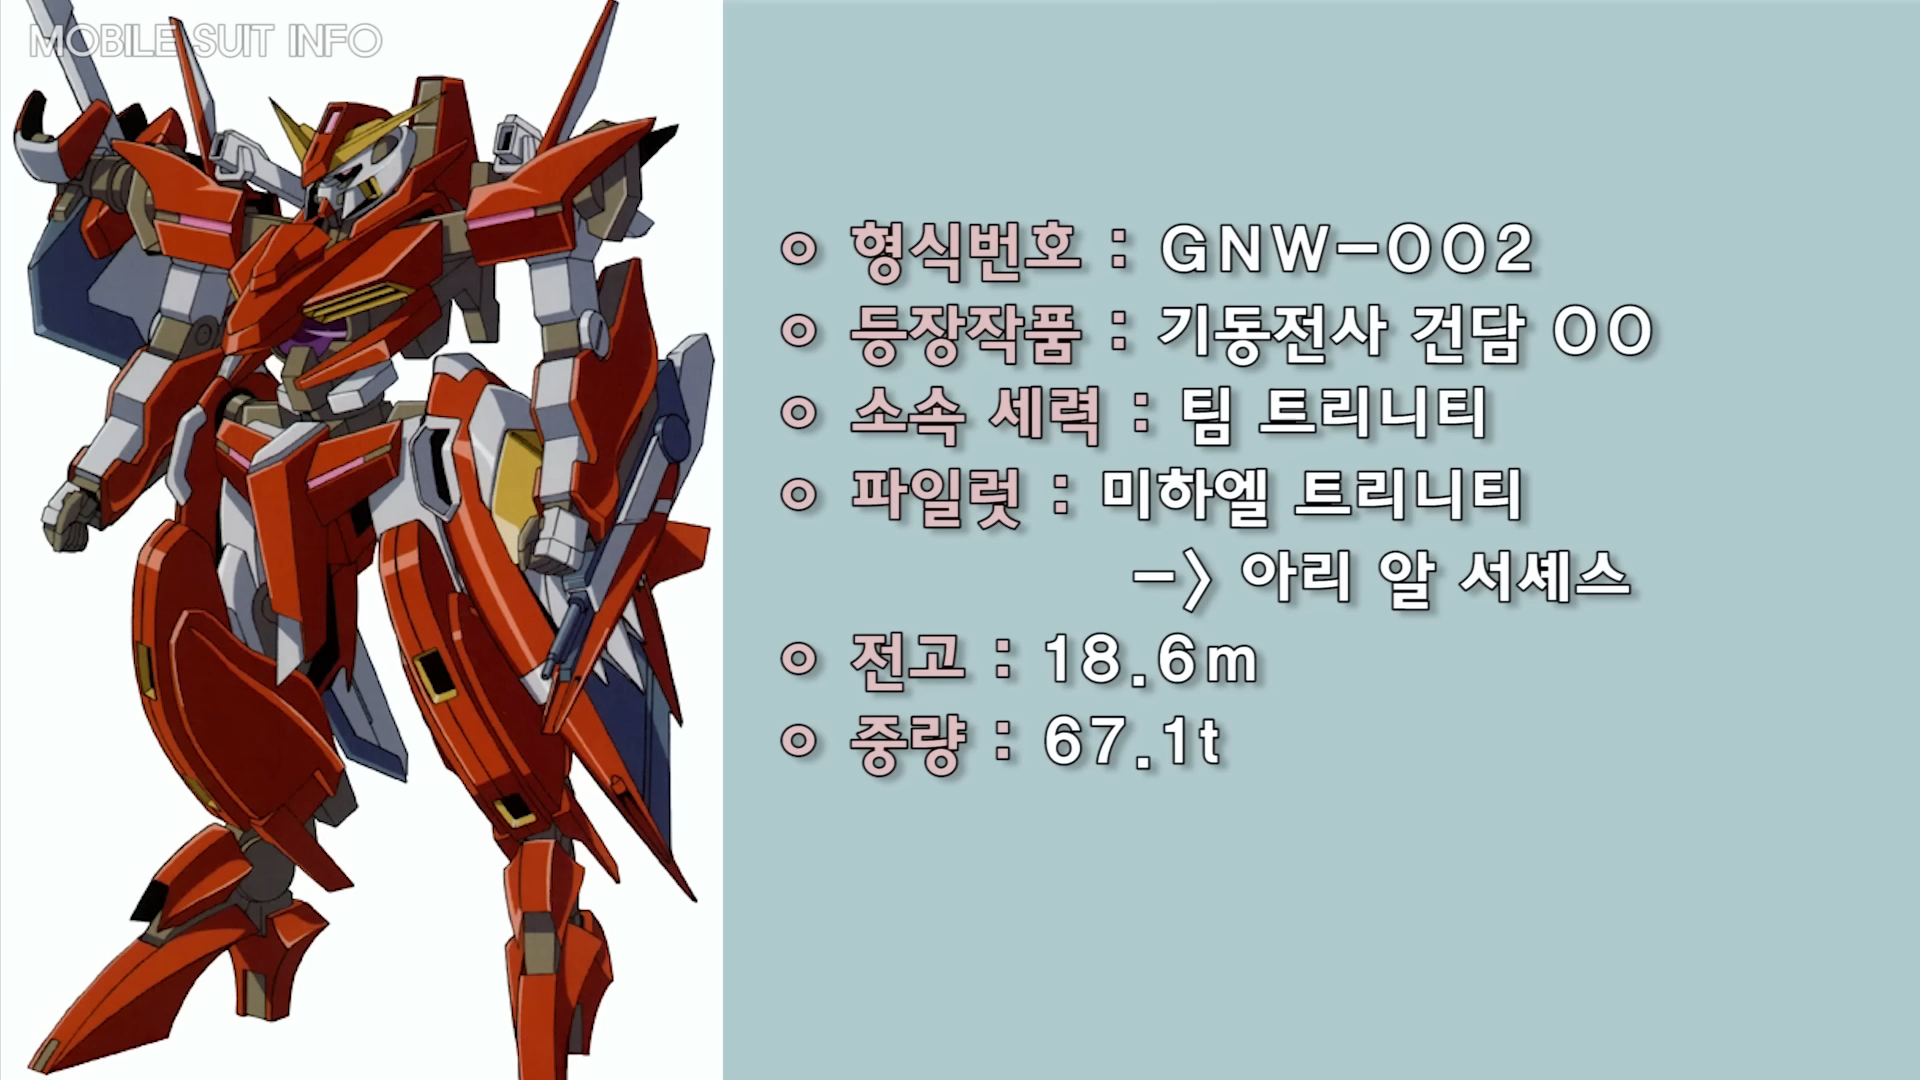 MOBILE SUIT INFO
○ 형식번호 : GNW-002
○ 등장작품 : 기동전사 건담 OO
○ 소속 세력 : 팀 트리니티
○ 파일럿 : 미하엘 트리니티
-> 아리 알 서셰스
○ 전고 : 18.6m
○ 중량 : 67.1t